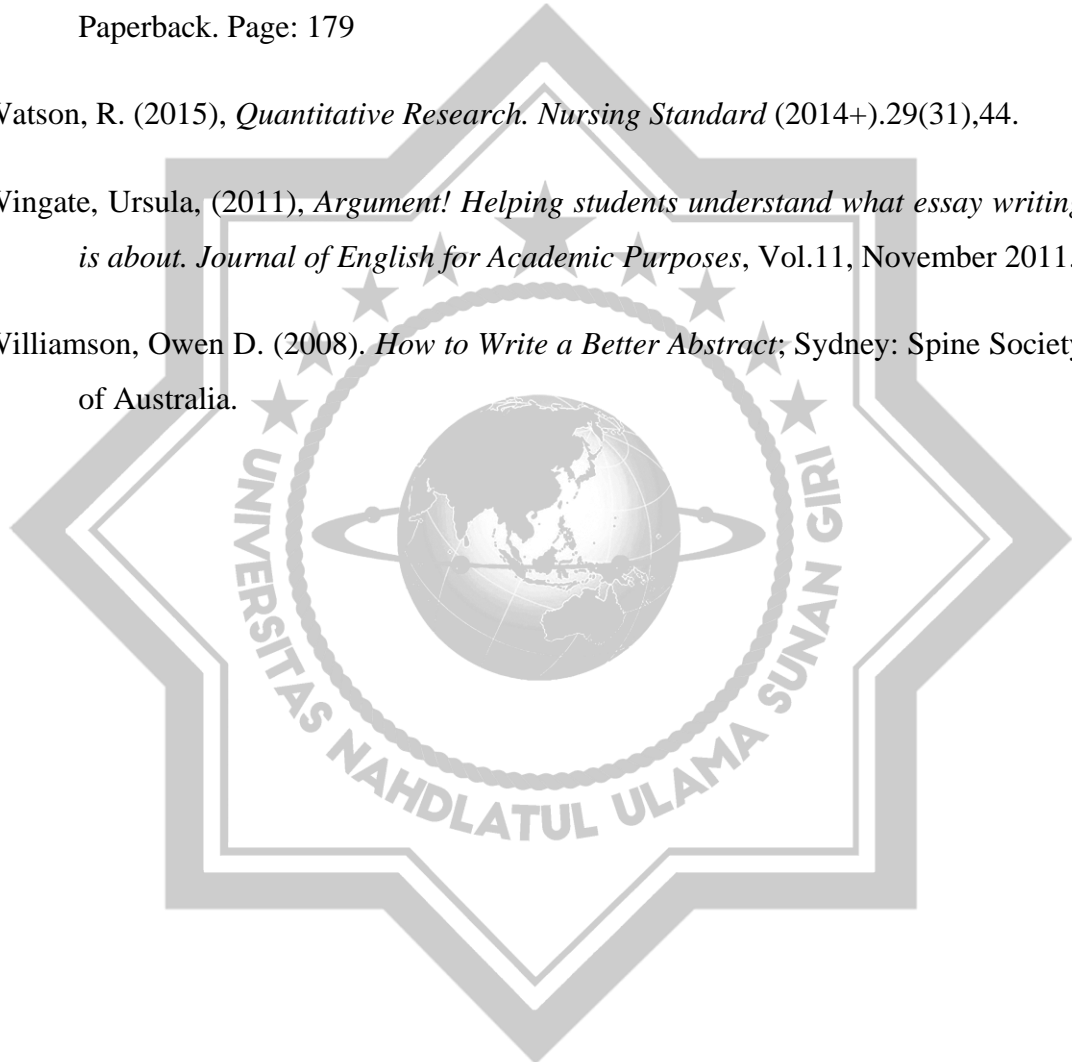 Paperback. Page: 179
Watson, R. (2015), Quantitative Research. Nursing Standard (2014+).29(31),44.
Wingate, Ursula, (2011), Argument! Helping students understand what essay writing
is about. Journal of English for Academic Purposes, Vol.11, November 2011.
Williamson, Owen D. (2008). How to Write a Better Abstract; Sydney: Spine Society
of Australia.
UNIVERSITAS NAHDLATUL ULAMA SUNAN GIRI